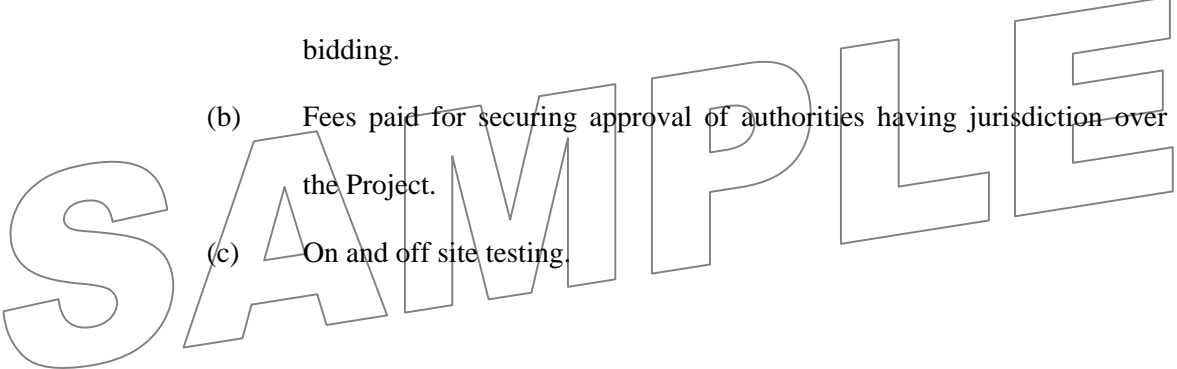 bidding.
(b) Fees paid for securing approval of authorities having jurisdiction over
the Project.
(c) On and off site testing.
SAMPLE